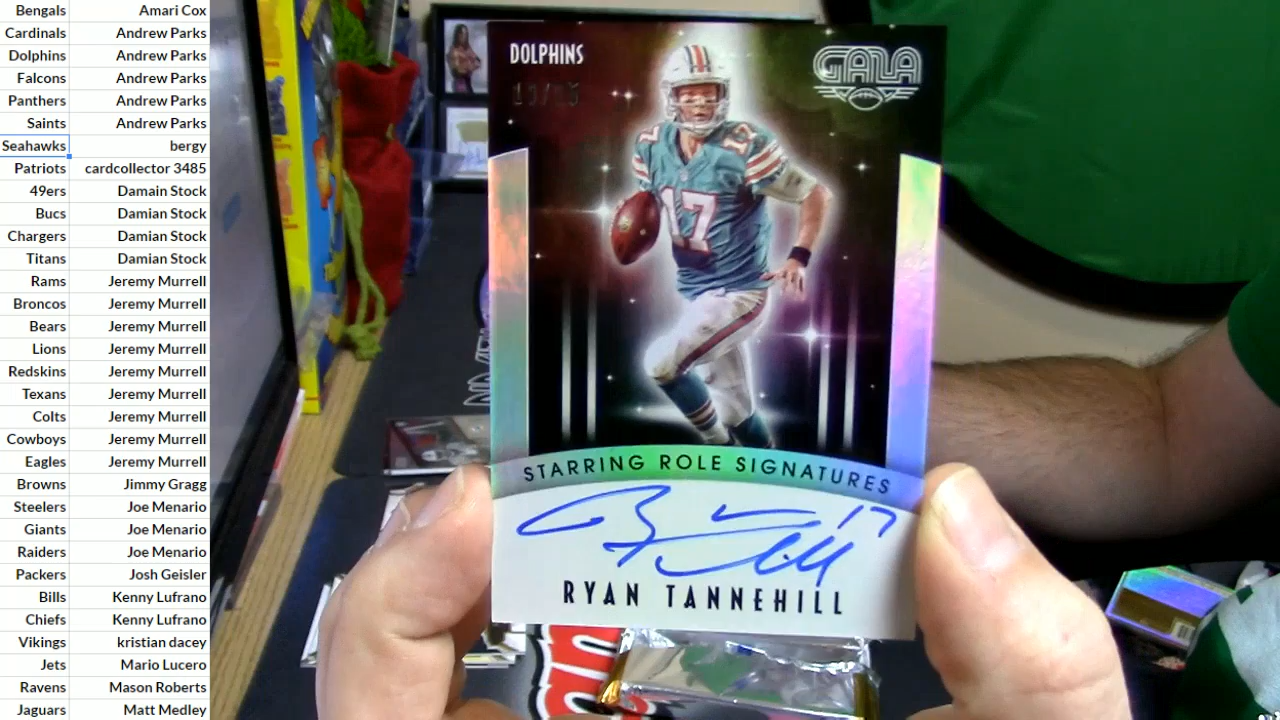 Bengals Amari Cox
Cardinals Andrew Parks
Dolphins Andrew Parks
Falcons Andrew Parks
Panthers Andrew Parks
Saints Andrew Parks
Seahawks bergy
Patriots cardcollector 3485
49ers Damain Stock
Bucs Damian Stock
Chargers Damian Stock
Titans Damian Stock
Rams Jeremy Murrell
Broncos Jeremy Murrell
Bears Jeremy Murrell
Lions Jeremy Murrell
Redskins Jeremy Murrell
Texans Jeremy Murrell
Colts Jeremy Murrell
Cowboys Jeremy Murrell
Eagles Jeremy Murrell
Browns Jimmy Gragg
Steelers Joe Menario
Giants Joe Menario
Raiders Joe Menario
Packers Josh Geisler
Bills Kenny Lufrano
Chiefs Kenny Lufrano
Vikings kristian dacey
Jets Mario Lucero
Ravens Mason Roberts
Jaguars Matt Medley
DOLPHINS
GALA
17
17
STARRING ROLE SIGNATURES
17
RYAN TANNEHILL